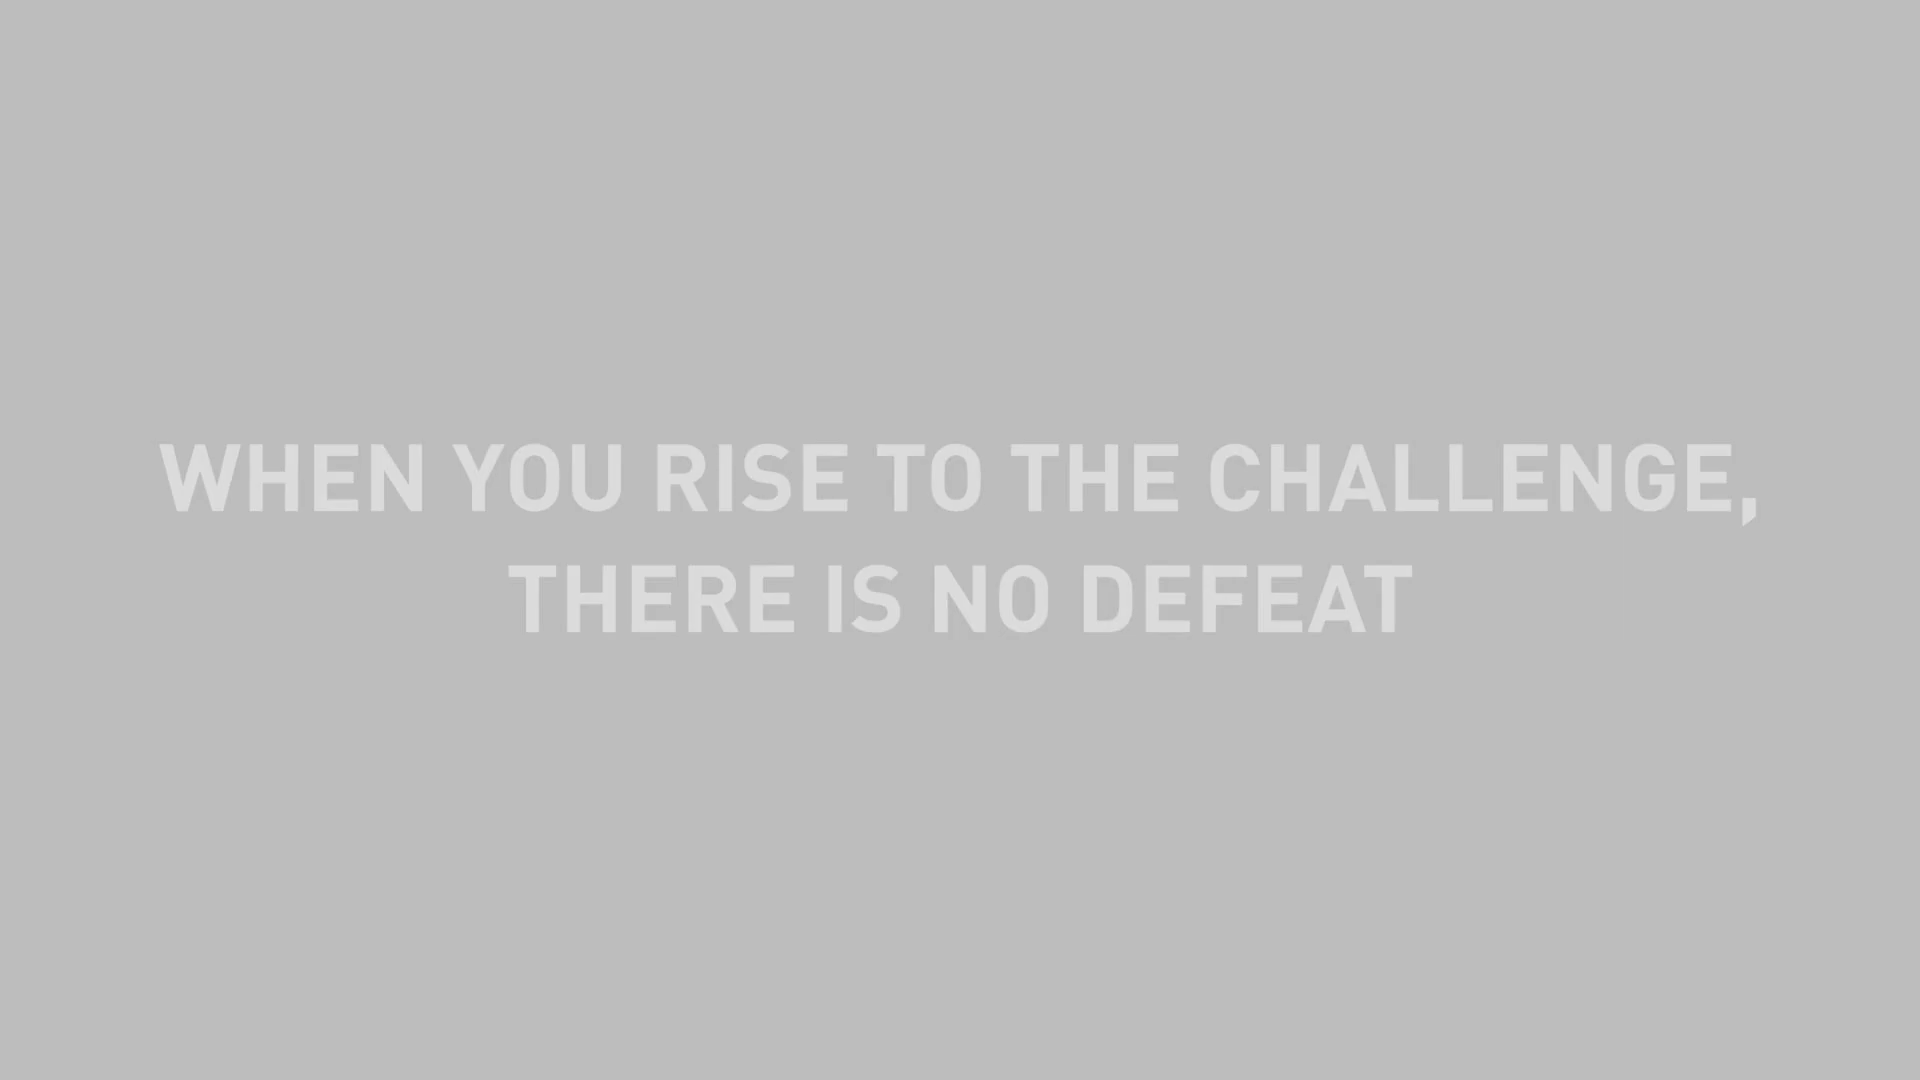 WHEN YOU RISE TO THE CHALLENGE,
THERE IS NO DEFEAT